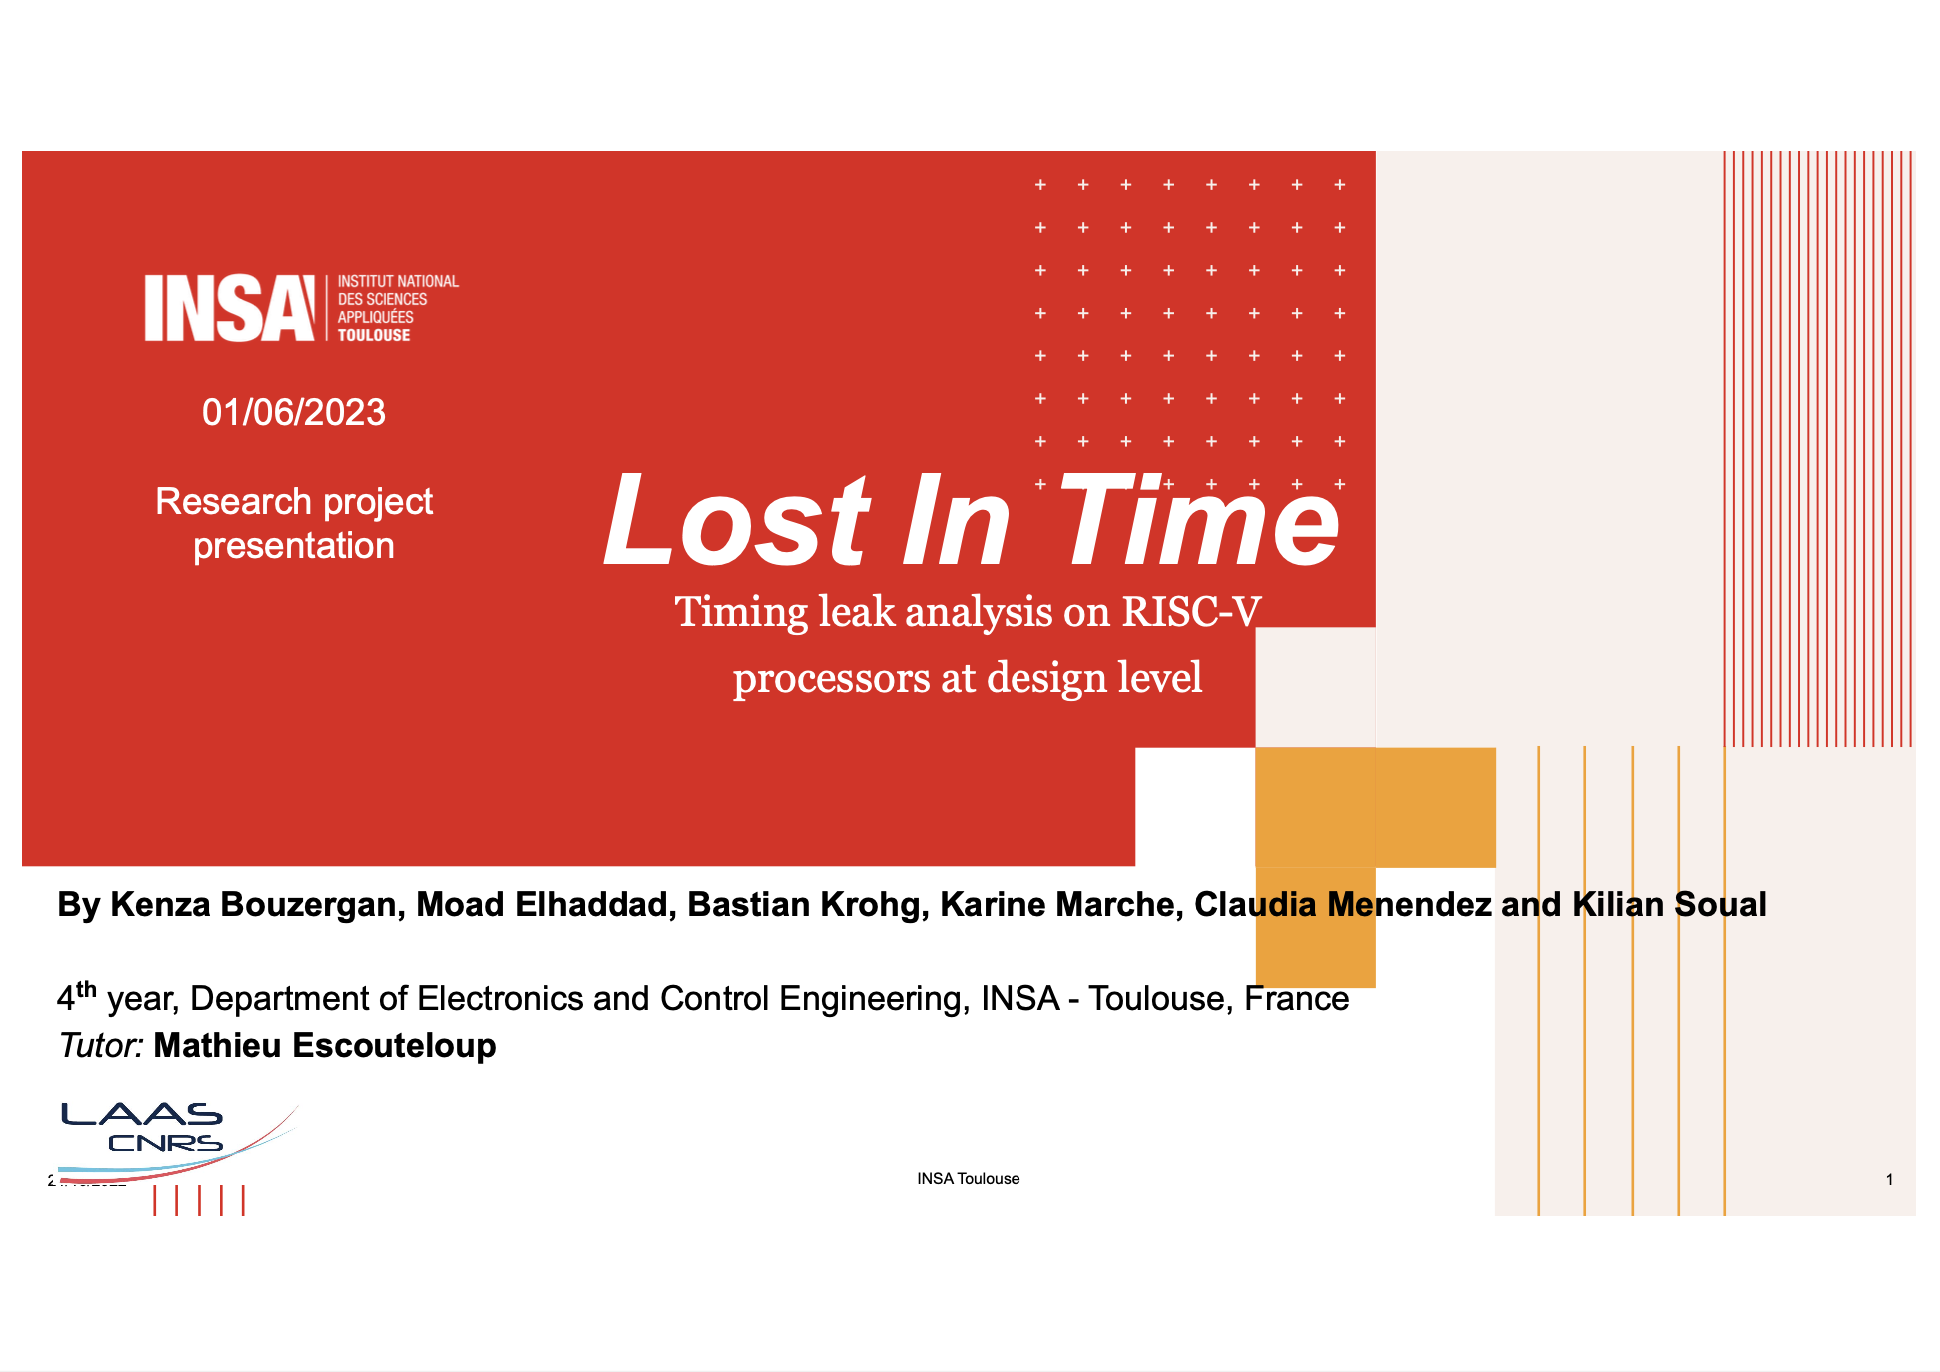 INSA
INSTITUT NATIONAL
DES SCIENCES
APPLIQUÉES
TOULOUSE
01/06/2023
Research project
presentation
Lost In Time
Timing leak analysis on RISC-V
processors at design level
By Kenza Bouzergan, Moad Elhaddad, Bastian Krohg, Karine Marche, Claudia Menendez and Kilian Soual
4th year, Department of Electronics and Control Engineering, INSA - Toulouse, France
Tutor: Mathieu Escouteloup
LAAS
CNRS
INSA Toulouse
1